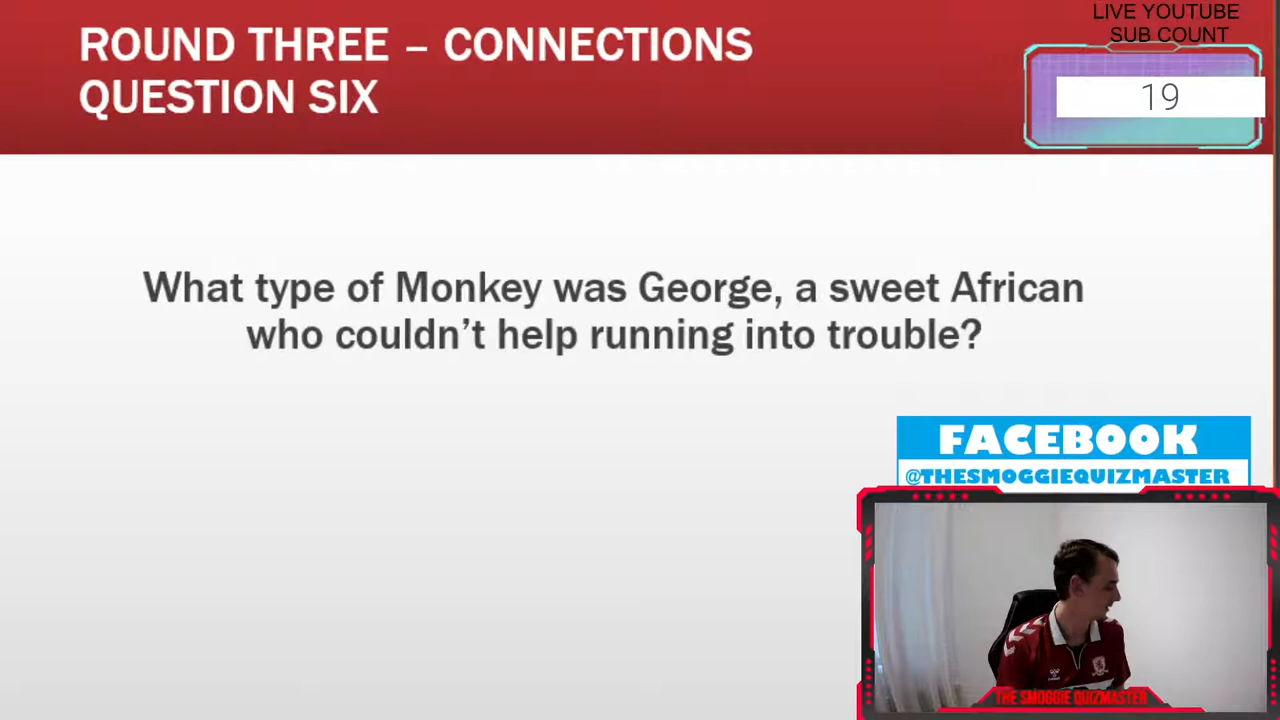 LIVE YOUTUBE
SUB COUNT
19
ROUND THREE – CONNECTIONS
QUESTION SIX
What type of Monkey was George, a sweet African
who couldn’t help running into trouble?
FACEBOOK
@THESMOGGIEQUIZMASTER
THE SMOGGIE QUIZMASTER